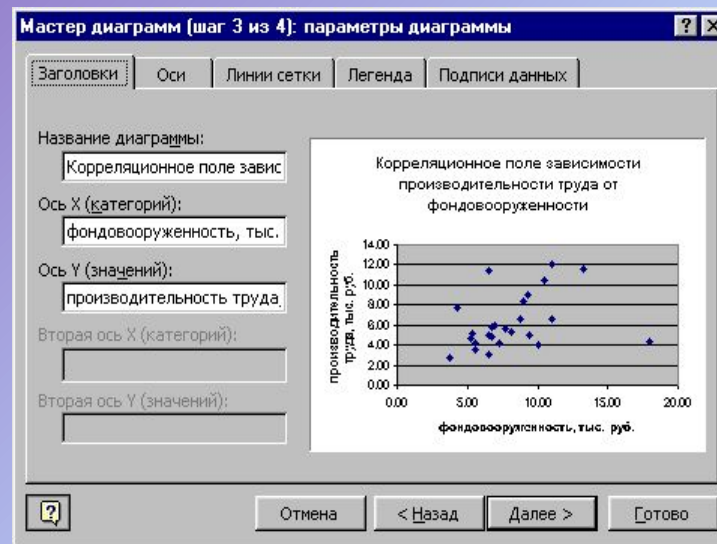 Мастер диаграмм (шаг 3 из 4): параметры диаграммы
Заголовки
Оси
Линии сетки
Легенда
Подписи данных
Название диаграммы:
Корреляционное поле завис
Ось X (категорий):
фондовооруженность, тыс.
Ось Y (значений):
производительность труда,
Вторая ось X (категорий):
Вторая ось Y (значений):
Корреляционное поле зависимости
производительности труда от
фондовооруженности
производительность
труда, тыс. руб.
14.00
12.00
10.00
8.00
6.00
4.00
2.00
0.00
0.00
5.00
10.00
15.00
20.00
фондовооруженность, тыс. руб.
Отмена
< Назад
Далее >
Готово